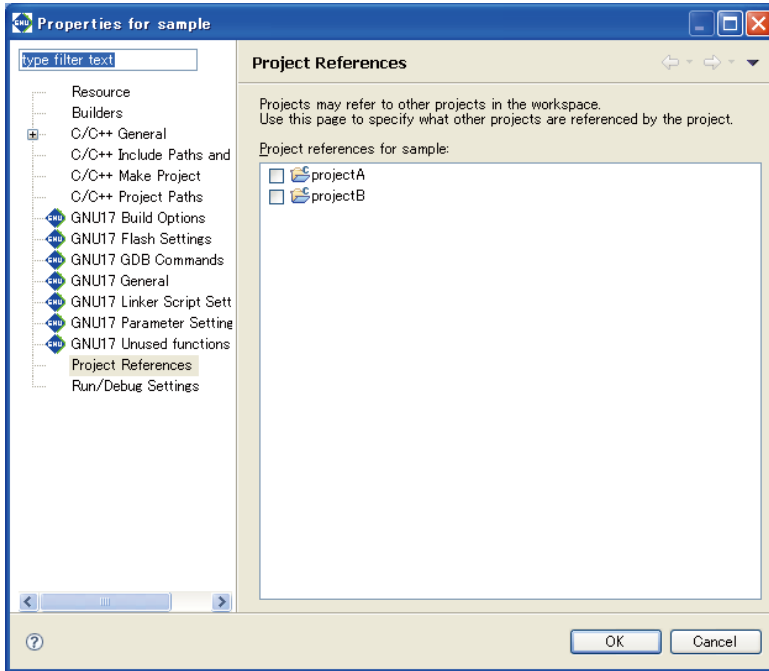 Properties for sample
type filter text
Resource
Builders
C/C++ General
C/C++ Include Paths and
C/C++ Make Project
C/C++ Project Paths
GNU17 Build Options
GNU17 Flash Settings
GNU17 GDB Commands
GNU17 General
GNU17 Linker Script Sett
GNU17 Parameter Setting
GNU17 Unused functions
Project References
Run/Debug Settings
Project References
Projects may refer to other projects in the workspace.
Use this page to specify what other projects are referenced by the project.
Project references for sample:
projectA
projectB
OK
Cancel